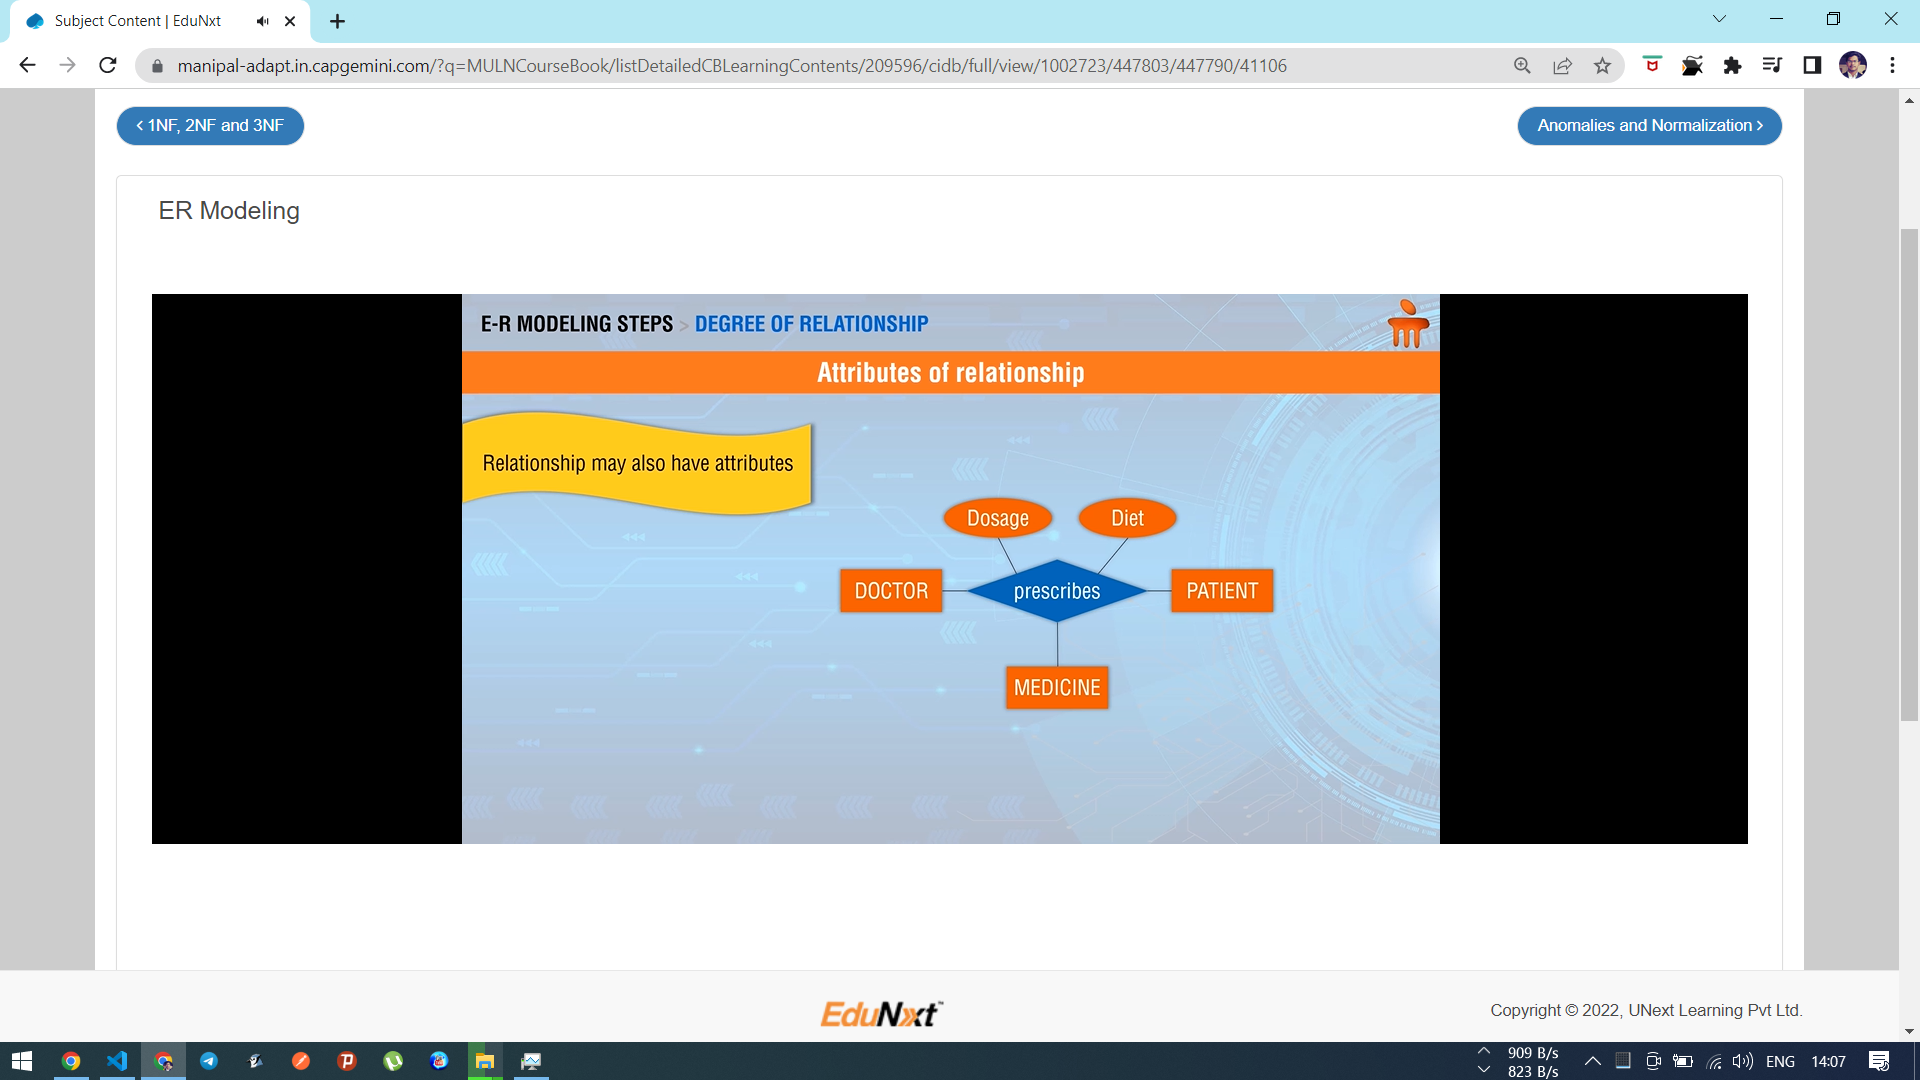 Subject Content | EduNxt
manipal-adapt.in.capgemini.com/?q=MULNCourseBook/listDetailedCBLearningContents/209596/cidb/full/view/1002723/447803/447790/41106
< 1NF, 2NF and 3NF
Anomalies and Normalization >
ER Modeling
E-R MODELING STEPS > DEGREE OF RELATIONSHIP
Attributes of relationship
Relationship may also have attributes
Dosage
Diet
DOCTOR
prescribes
PATIENT
MEDICINE
EduNxt™
Copyright © 2022, UNext Learning Pvt Ltd.
909 B/s
823 B/s
ENG
14:07